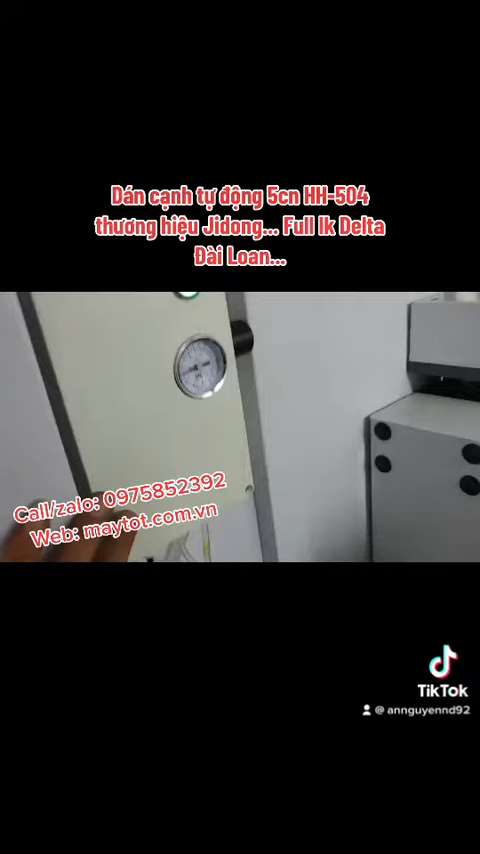 Dán cạnh tự động 5cn HH-504
thương hiệu Jidong... Full lk Delta
Đài Loan...
Call/zalo: 0975852392
Web: maytot.com.vn
TikTok
@ annguyennd92